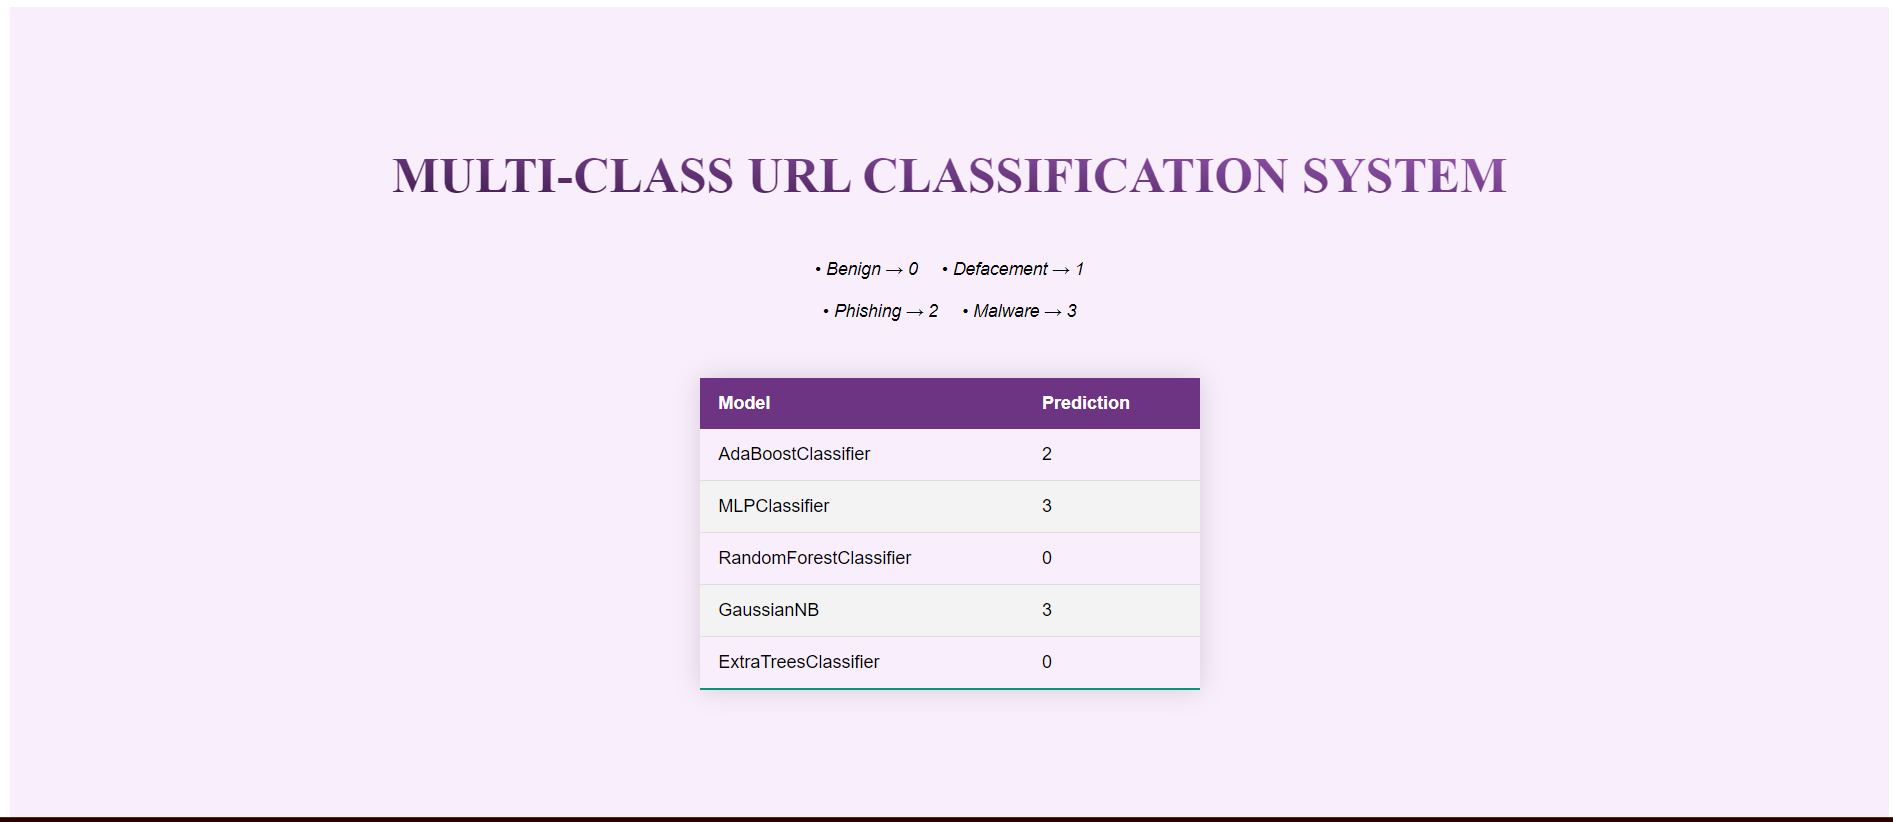 MULTI-CLASS URL CLASSIFICATION SYSTEM
• Benign → 0 • Defacement → 1
• Phishing → 2 • Malware → 3
Model Prediction
AdaBoostClassifier 2
MLPClassifier 3
RandomForestClassifier 0
GaussianNB 3
ExtraTreesClassifier 0